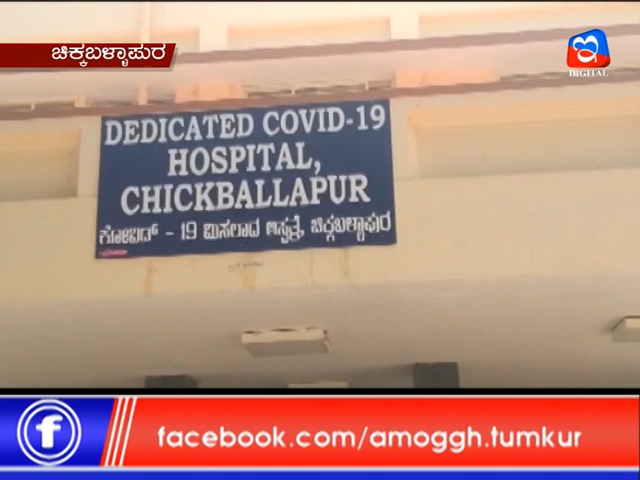 ಚಿಕ್ಕಬಳ್ಳಾಪುರ
DIGITAL
DEDICATED COVID-19
HOSPITAL,
CHICKBALLAPUR
ಕೋವಿಡ್ - 19 ಮೀಸಲಾದ ಆಸ್ಪತ್ರೆ, ಚಿಕ್ಕಬಳ್ಳಾಪುರ
facebook.com/amoggh.tumkur